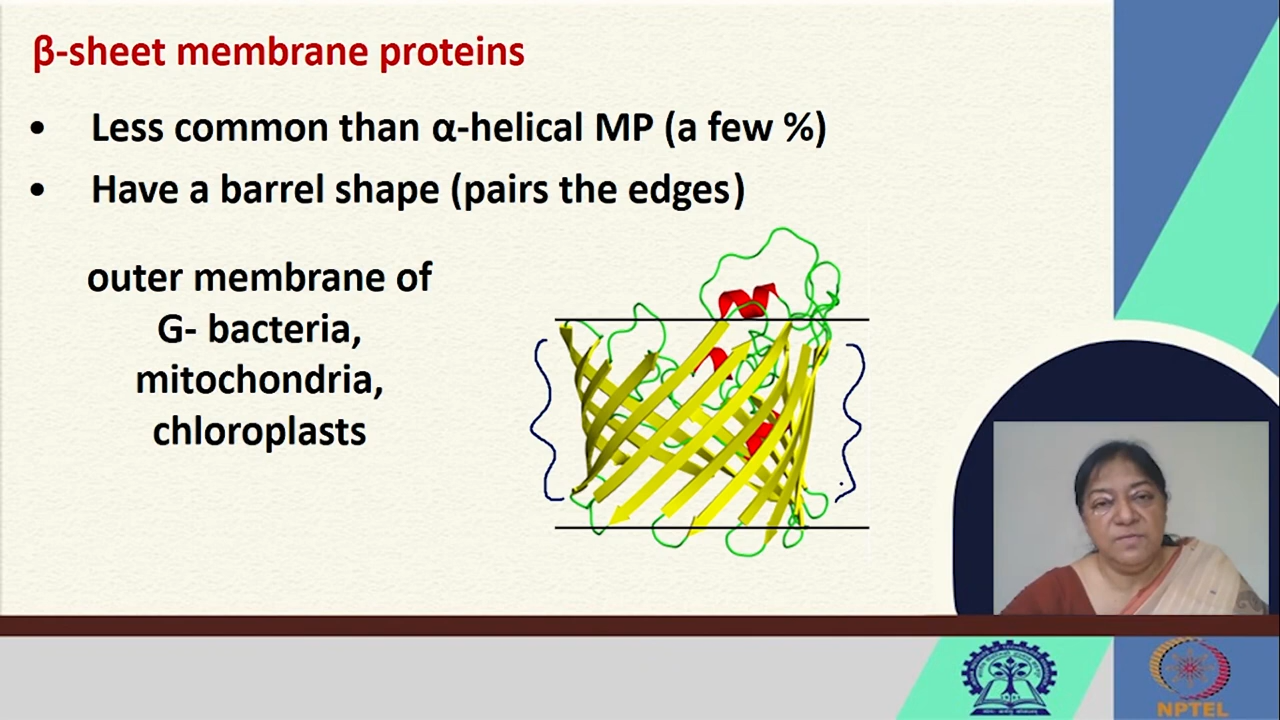 β-sheet membrane proteins
• Less common than α-helical MP (a few %)
• Have a barrel shape (pairs the edges)
outer membrane of
G- bacteria,
mitochondria,
chloroplasts
NPTEL